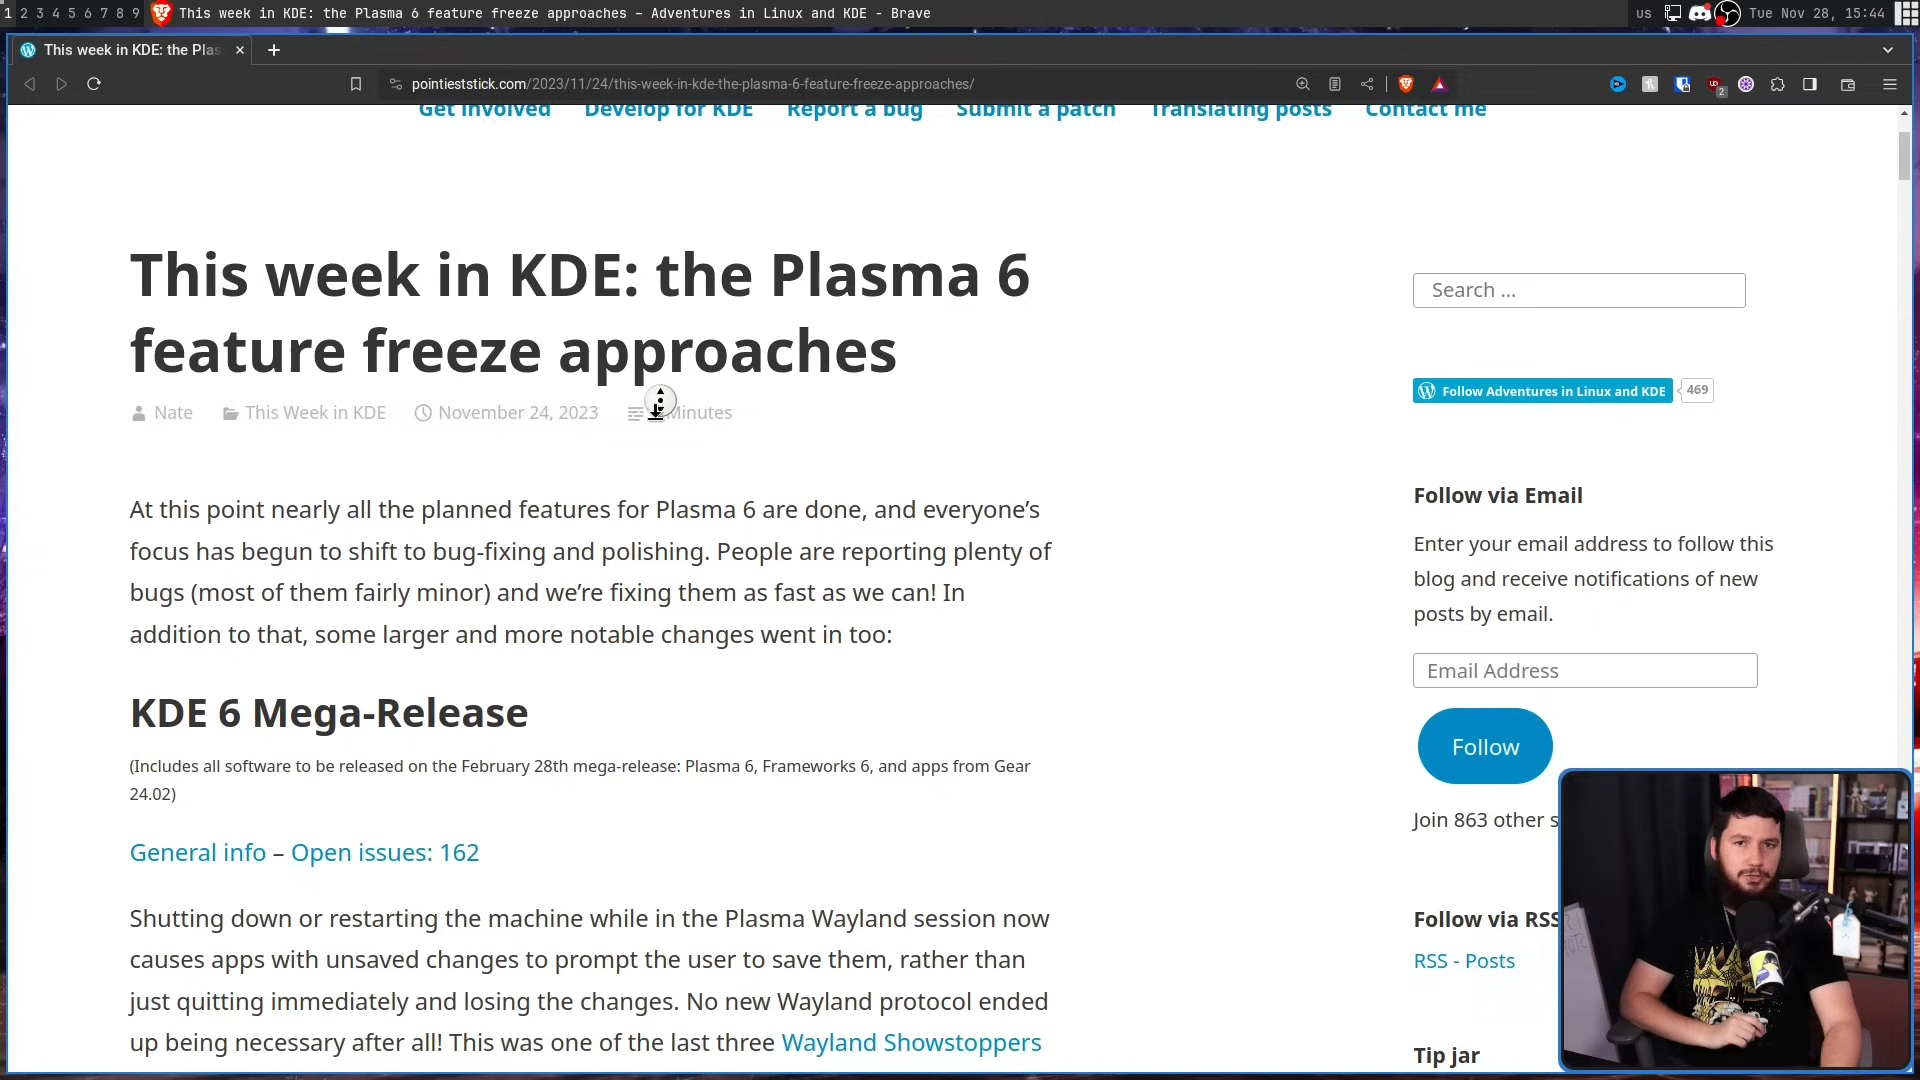 1 2 3 4 5 6 7 8 9 This week in KDE: the Plasma 6 feature freeze approaches – Adventures in Linux and KDE - Brave
us Tue Nov 28, 15:44
This week in KDE: the Plas
pointieststick.com/2023/11/24/this-week-in-kde-the-plasma-6-feature-freeze-approaches/
2
Get involved Develop for KDE Report a bug Submit a patch Translating posts Contact me
This week in KDE: the Plasma 6
feature freeze approaches
Nate This Week in KDE November 24, 2023 Minutes
At this point nearly all the planned features for Plasma 6 are done, and everyone’s
focus has begun to shift to bug-fixing and polishing. People are reporting plenty of
bugs (most of them fairly minor) and we’re fixing them as fast as we can! In
addition to that, some larger and more notable changes went in too:
KDE 6 Mega-Release
(Includes all software to be released on the February 28th mega-release: Plasma 6, Frameworks 6, and apps from Gear
24.02)
General info – Open issues: 162
Shutting down or restarting the machine while in the Plasma Wayland session now
causes apps with unsaved changes to prompt the user to save them, rather than
just quitting immediately and losing the changes. No new Wayland protocol ended
up being necessary after all! This was one of the last three Wayland Showstoppers
Search ...
Follow Adventures in Linux and KDE 469
Follow via Email
Enter your email address to follow this
blog and receive notifications of new
posts by email.
Email Address
Follow
Join 863 other s
Follow via RSS
RSS - Posts
Tip jar